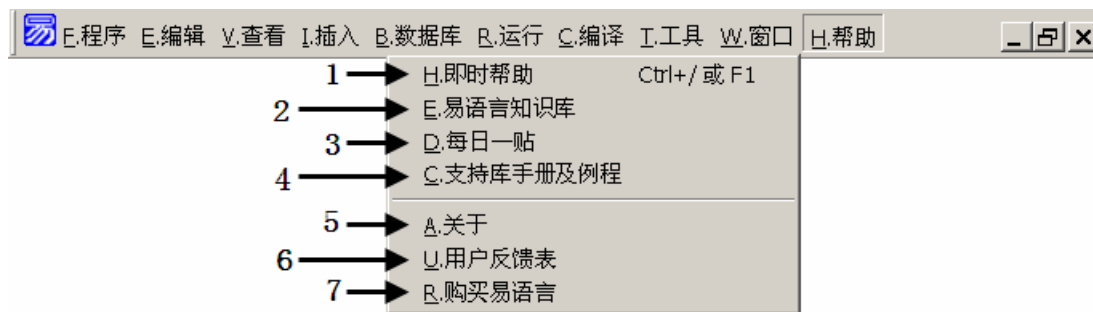 易 F.程序 E.编辑 V.查看 I.插入 B.数据库 R.运行 C.编译 T.工具 W.窗口 H.帮助
1 H.即时帮助 Ctrl+/ 或 F1
2 E.易语言知识库
3 D.每日一贴
4 C.支持库手册及例程
5 A.关于
6 U.用户反馈表
7 R.购买易语言